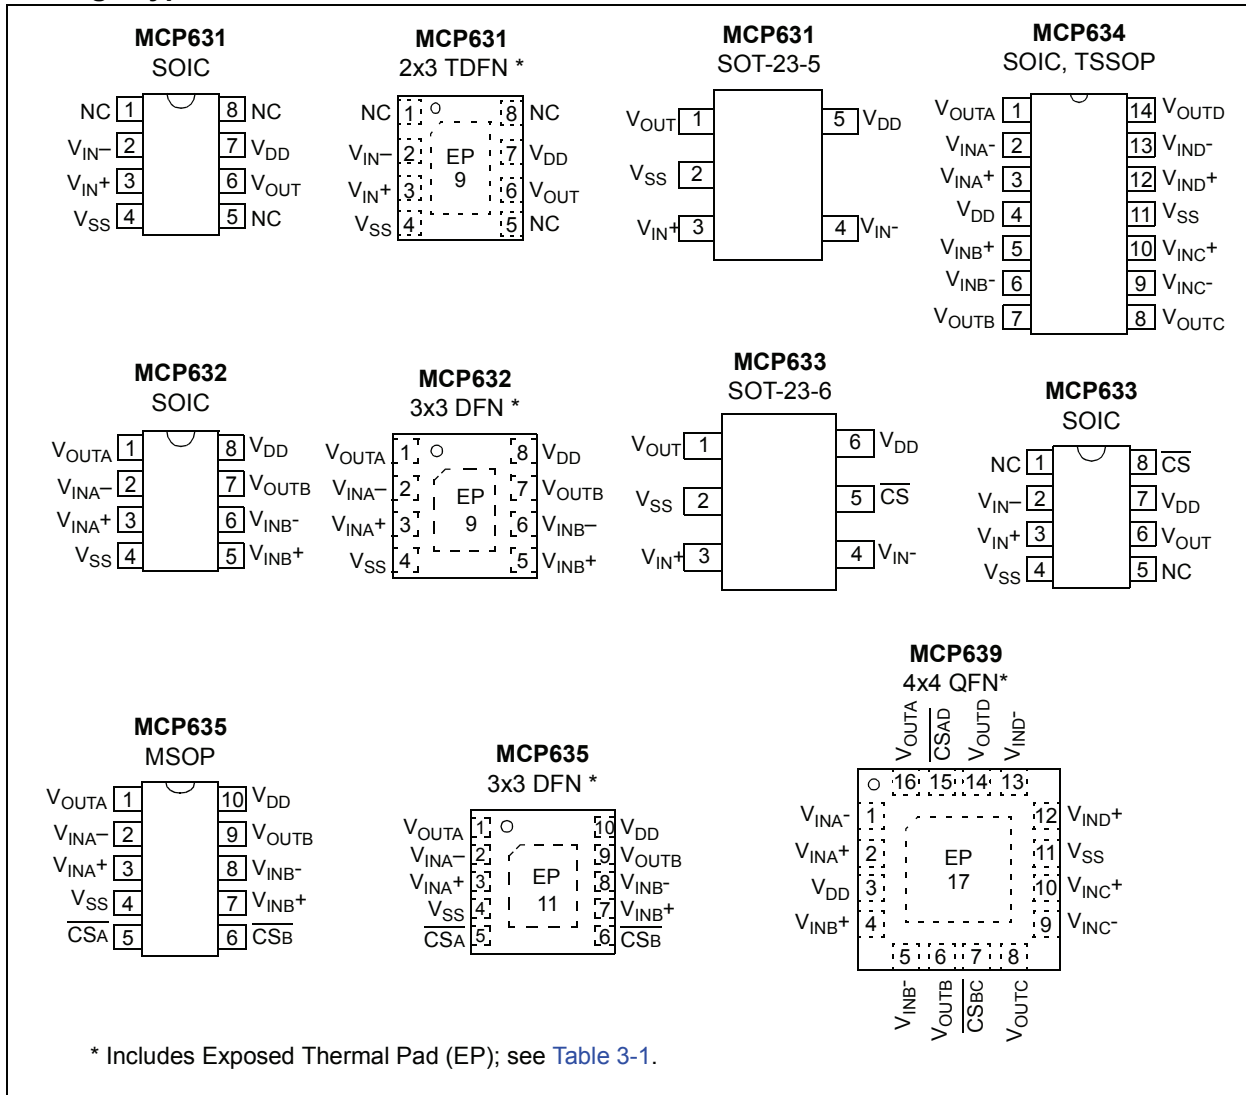 MCP631
SOIC
NC 1 8 NC
VIN– 2 7 VDD
VIN+ 3 6 VOUT
VSS 4 5 NC
MCP631
2x3 TDFN *
NC 1 8 NC
VIN– 2 7 VDD
EP
9
VIN+ 3 6 VOUT
VSS 4 5 NC
MCP631
SOT-23-5
VOUT 1 5 VDD
VSS 2
VIN+ 3 4 VIN-
MCP634
SOIC, TSSOP
VOUTA 1 14 VOUTD
VINA- 2 13 VIND-
VINA+ 3 12 VIND+
VDD 4 11 VSS
VINB+ 5 10 VINC+
VINB- 6 9 VINC-
VOUTB 7 8 VOUTC
MCP632
SOIC
VOUTA 1 8 VDD
VINA– 2 7 VOUTB
VINA+ 3 6 VINB-
VSS 4 5 VINB+
MCP632
3x3 DFN *
VOUTA 1 8 VDD
VINA– 2 7 VOUTB
EP
9
VINA+ 3 6 VINB–
VSS 4 5 VINB+
MCP633
SOT-23-6
VOUT 1 6 VDD
VSS 2 5 CS
VIN+ 3 4 VIN-
MCP633
SOIC
NC 1 8 CS
VIN– 2 7 VDD
VIN+ 3 6 VOUT
VSS 4 5 NC
MCP635
MSOP
VOUTA 1 10 VDD
VINA– 2 9 VOUTB
VINA+ 3 8 VINB-
VSS 4 7 VINB+
CSA 5 6 CSB
MCP635
3x3 DFN *
VOUTA 1 10 VDD
VINA– 2 9 VOUTB
VINA+ 3 8 VINB-
EP
11
VSS 4 7 VINB+
CSA 5 6 CSB
MCP639
4x4 QFN*
VOUTA CSAD VOUTD VIND-
16 15 14 13
VINA- 1 12 VIND+
VINA+ 2 11 VSS
EP
17
VDD 3 10 VINC+
VINB+ 4 9 VINC-
5 6 7 8
VINB- VOUTB CSBC VOUTC
* Includes Exposed Thermal Pad (EP); see Table 3-1.